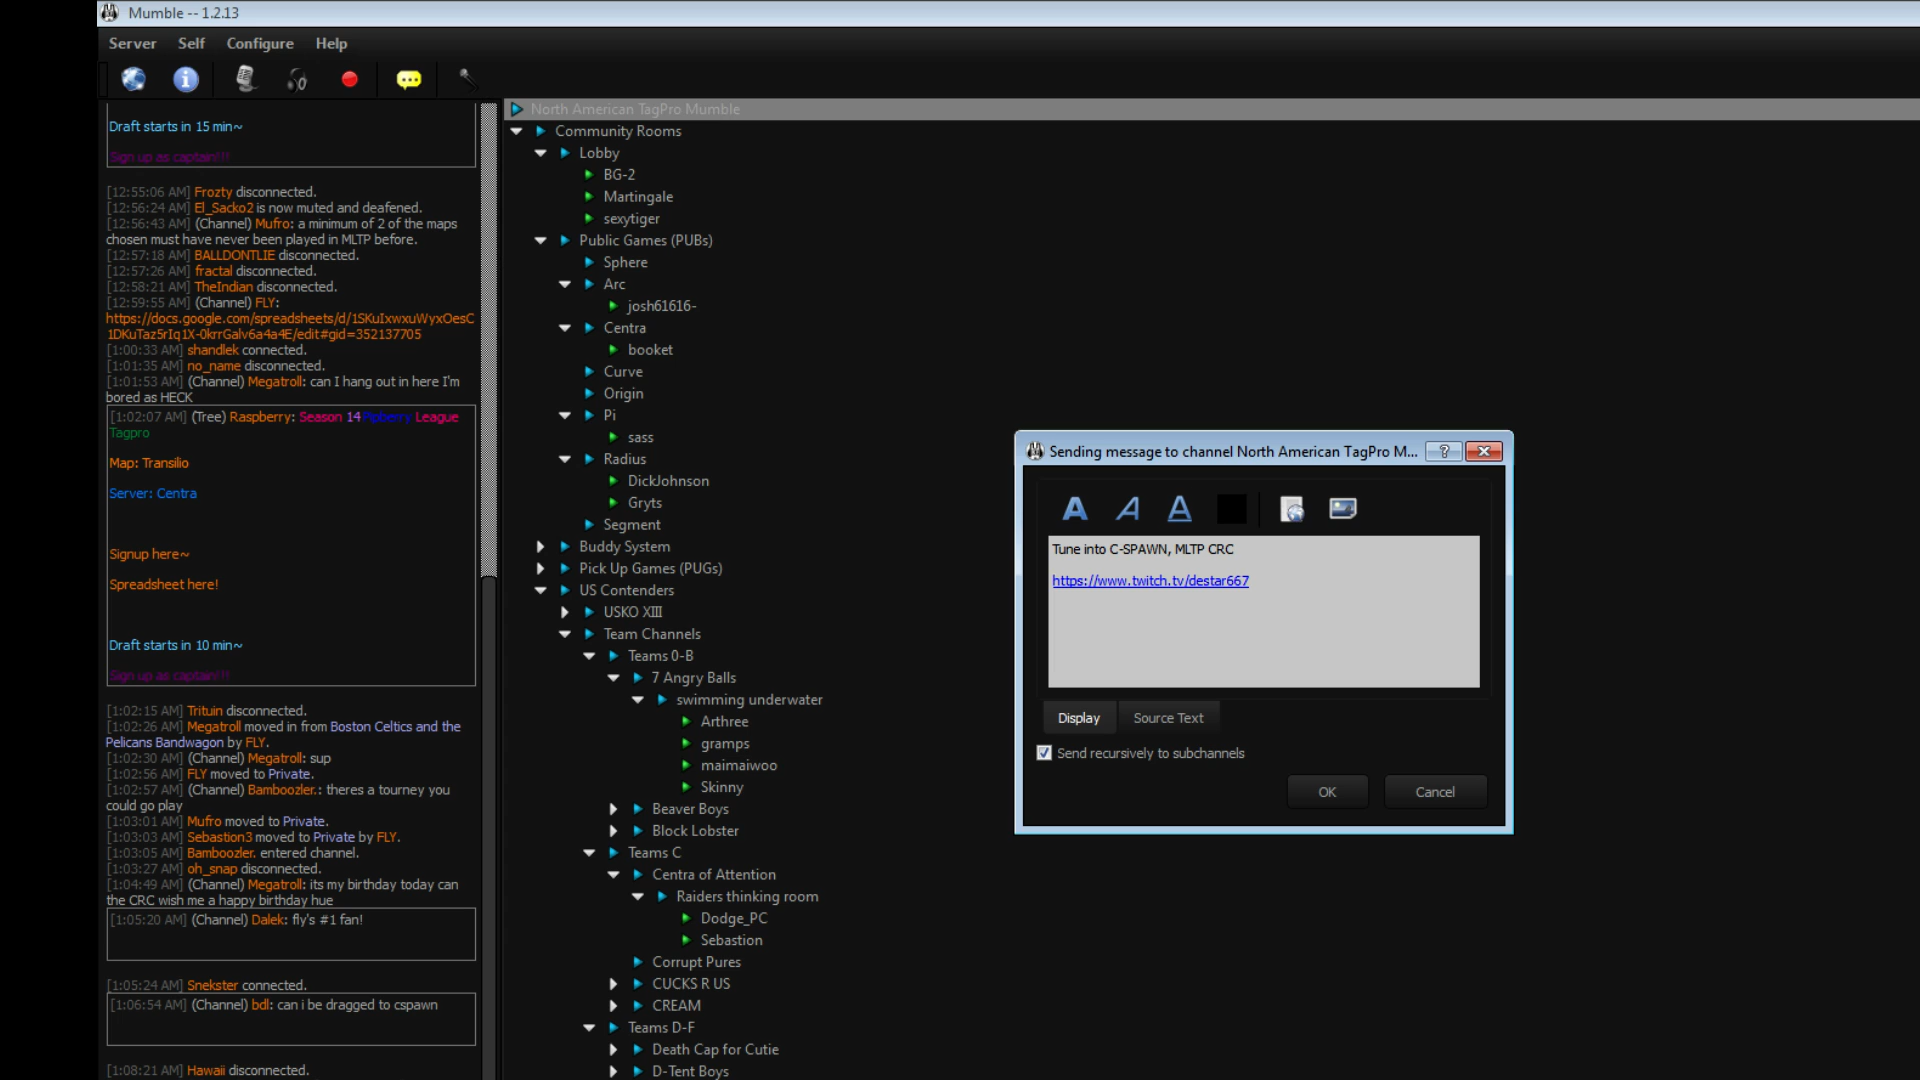 Mumble -- 1.2.13
Server Self Configure Help
Draft starts in 15 min~
Sign up as captain!!!
[12:55:06 AM] Frozty disconnected.
[12:56:24 AM] El_Sacko2 is now muted and deafened.
[12:56:43 AM] (Channel) Mufro: a minimum of 2 of the maps
chosen must have never been played in MLTP before.
[12:57:18 AM] BALLDONTLIE disconnected.
[12:57:26 AM] fractal disconnected.
[12:58:21 AM] TheIndian disconnected.
[12:59:55 AM] (Channel) FLY:
https://docs.google.com/spreadsheets/d/1SKuIxwxuWyxOesC
1DKuTaz5rIq1X-0krrGalv6a4a4E/edit#gid=352137705
[1:00:33 AM] shandlek connected.
[1:01:35 AM] no_name disconnected.
[1:01:53 AM] (Channel) Megatroll: can I hang out in here I'm
bored as HECK
[1:02:07 AM] (Tree) Raspberry: Season 14 Pipberry League
Tagpro
Map: Transilio
Server: Centra
Signup here~
Spreadsheet here!
Draft starts in 10 min~
Sign up as captain!!!
[1:02:15 AM] Trituin disconnected.
[1:02:26 AM] Megatroll moved in from Boston Celtics and the
Pelicans Bandwagon by FLY.
[1:02:30 AM] (Channel) Megatroll: sup
[1:02:56 AM] FLY moved to Private.
[1:02:57 AM] (Channel) Bamboozler.: theres a tourney you
could go play
[1:03:01 AM] Mufro moved to Private.
[1:03:03 AM] Sebastion3 moved to Private by FLY.
[1:03:05 AM] Bamboozler. entered channel.
[1:03:27 AM] oh_snap disconnected.
[1:04:49 AM] (Channel) Megatroll: its my birthday today can
the CRC wish me a happy birthday hue
[1:05:20 AM] (Channel) Dalek: fly's #1 fan!
[1:05:24 AM] Snekster connected.
[1:06:54 AM] (Channel) bdl: can i be dragged to cspawn
[1:08:21 AM] Hawaii disconnected.
North American TagPro Mumble
Community Rooms
Lobby
BG-2
Martingale
sexytiger
Public Games (PUBs)
Sphere
Arc
josh61616-
Centra
booket
Curve
Origin
Pi
sass
Radius
DickJohnson
Gryts
Segment
Buddy System
Pick Up Games (PUGs)
US Contenders
USKO XIII
Team Channels
Teams 0-B
7 Angry Balls
swimming underwater
Arthree
gramps
maimaiwoo
Skinny
Beaver Boys
Block Lobster
Teams C
Centra of Attention
Raiders thinking room
Dodge_PC
Sebastion
Corrupt Pures
CUCKS R US
CREAM
Teams D-F
Death Cap for Cutie
D-Tent Boys
Sending message to channel North American TagPro M...
Tune into C-SPAWN, MLTP CRC
https://www.twitch.tv/destar667
Display Source Text
Send recursively to subchannels
OK Cancel